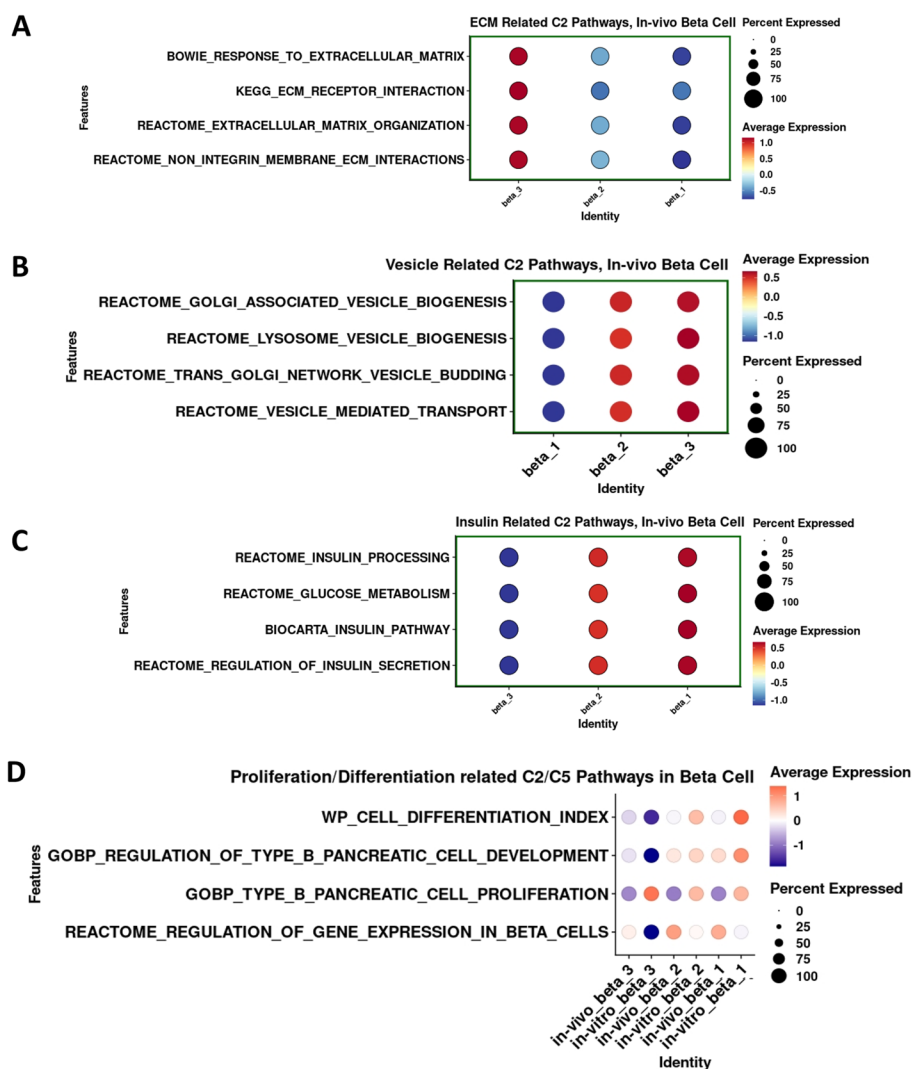 A
ECM Related C2 Pathways, In-vivo Beta Cell
Features
BOWIE_RESPONSE_TO_EXTRACELLULAR_MATRIX
KEGG_ECM_RECEPTOR_INTERACTION
REACTOME_EXTRACELLULAR_MATRIX_ORGANIZATION
REACTOME_NON_INTEGRIN_MEMBRANE_ECM_INTERACTIONS
beta_3
beta_2
beta_1
Identity
Percent Expressed
0
25
50
75
100
Average Expression
1.0
0.5
0.0
-0.5
B
Vesicle Related C2 Pathways, In-vivo Beta Cell
Features
REACTOME_GOLGI_ASSOCIATED_VESICLE_BIOGENESIS
REACTOME_LYSOSOME_VESICLE_BIOGENESIS
REACTOME_TRANS_GOLGI_NETWORK_VESICLE_BUDDING
REACTOME_VESICLE_MEDIATED_TRANSPORT
beta_1
beta_2
beta_3
Identity
Average Expression
0.5
0.0
-0.5
-1.0
Percent Expressed
0
25
50
75
100
C
Insulin Related C2 Pathways, In-vivo Beta Cell
Features
REACTOME_INSULIN_PROCESSING
REACTOME_GLUCOSE_METABOLISM
BIOCARTA_INSULIN_PATHWAY
REACTOME_REGULATION_OF_INSULIN_SECRETION
beta_3
beta_2
beta_1
Identity
Percent Expressed
0
25
50
75
100
Average Expression
0.5
0.0
-0.5
-1.0
D
Proliferation/Differentiation related C2/C5 Pathways in Beta Cell
Features
WP_CELL_DIFFERENTIATION_INDEX
GOBP_REGULATION_OF_TYPE_B_PANCREATIC_CELL_DEVELOPMENT
GOBP_TYPE_B_PANCREATIC_CELL_PROLIFERATION
REACTOME_REGULATION_OF_GENE_EXPRESSION_IN_BETA_CELLS
in-vivo_beta_3
in-vitro_beta_3
in-vivo_beta_2
in-vitro_beta_2
in-vivo_beta_1
in-vitro_beta_1
Identity
Average Expression
1
0
-1
Percent Expressed
0
25
50
75
100